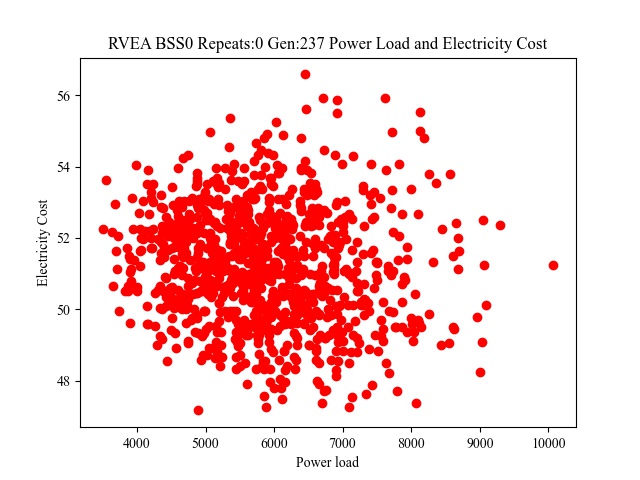 RVEA BSS0 Repeats:0 Gen:237 Power Load and Electricity Cost
56
54
52
50
48
Electricity Cost
4000 5000 6000 7000 8000 9000 10000
Power load